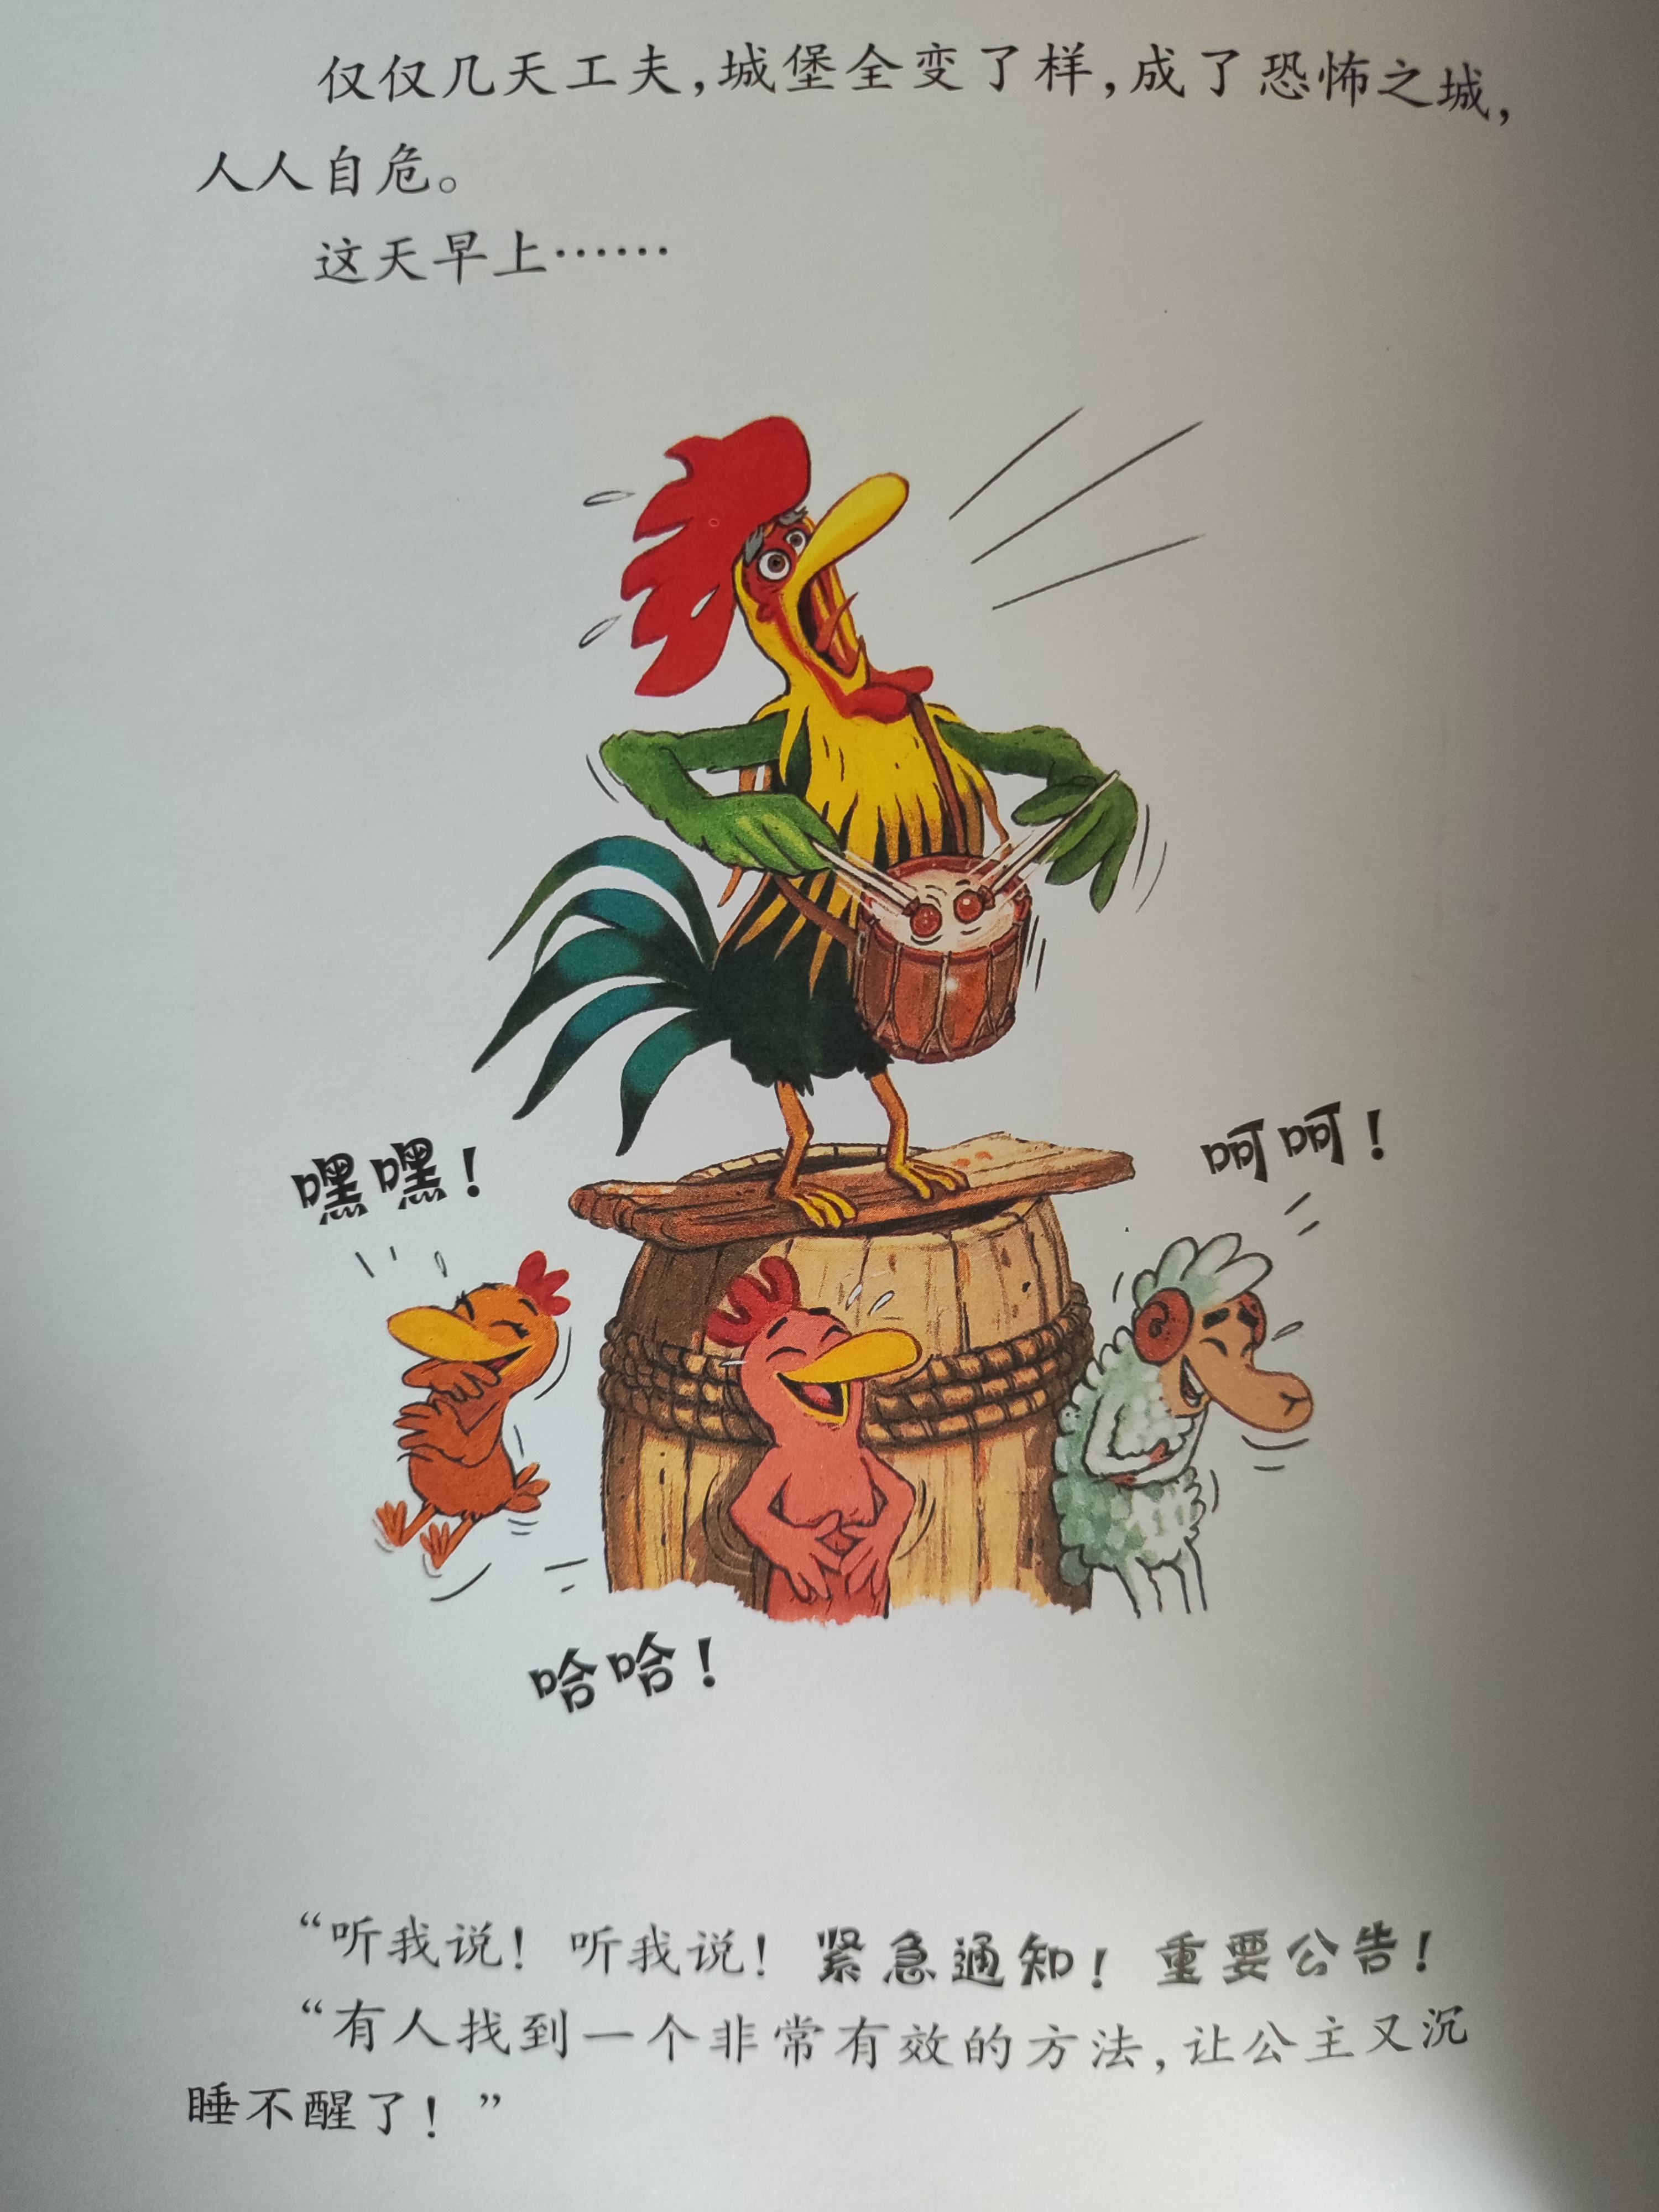 仅仅几天工夫，城堡全变了样，成了恐怖之城，
人人自危。
这天早上……
嘿嘿！
呵呵！
哈哈！
“听我说！听我说！紧急通知！重要公告！
“有人找到一个非常有效的方法，让公主又沉
睡不醒了！”